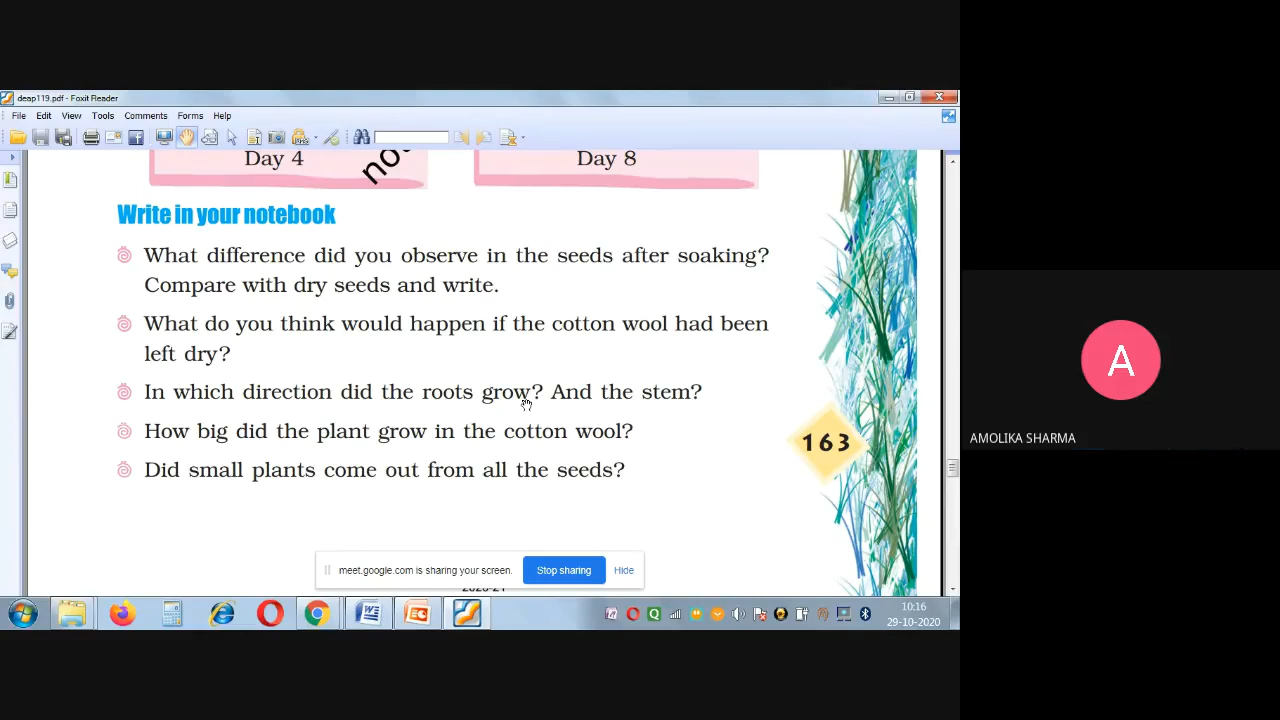 deap119.pdf - Foxit Reader
File Edit View Tools Comments Forms Help
Day 4
Day 8
Write in your notebook
What difference did you observe in the seeds after soaking?
Compare with dry seeds and write.
What do you think would happen if the cotton wool had been
left dry?
In which direction did the roots grow? And the stem?
How big did the plant grow in the cotton wool?
Did small plants come out from all the seeds?
163
A
AMOLIKA SHARMA
meet.google.com is sharing your screen.
Stop sharing
Hide
10:16
29-10-2020